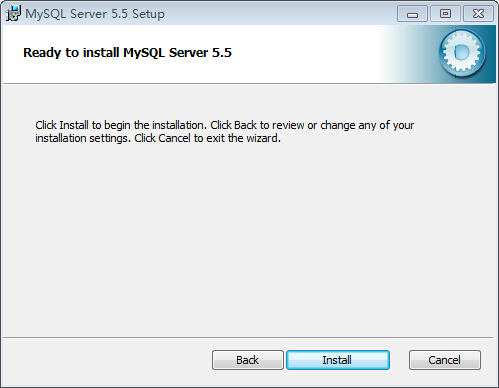 MySQL Server 5.5 Setup
Ready to install MySQL Server 5.5
Click Install to begin the installation. Click Back to review or change any of your
installation settings. Click Cancel to exit the wizard.
Back
Install
Cancel